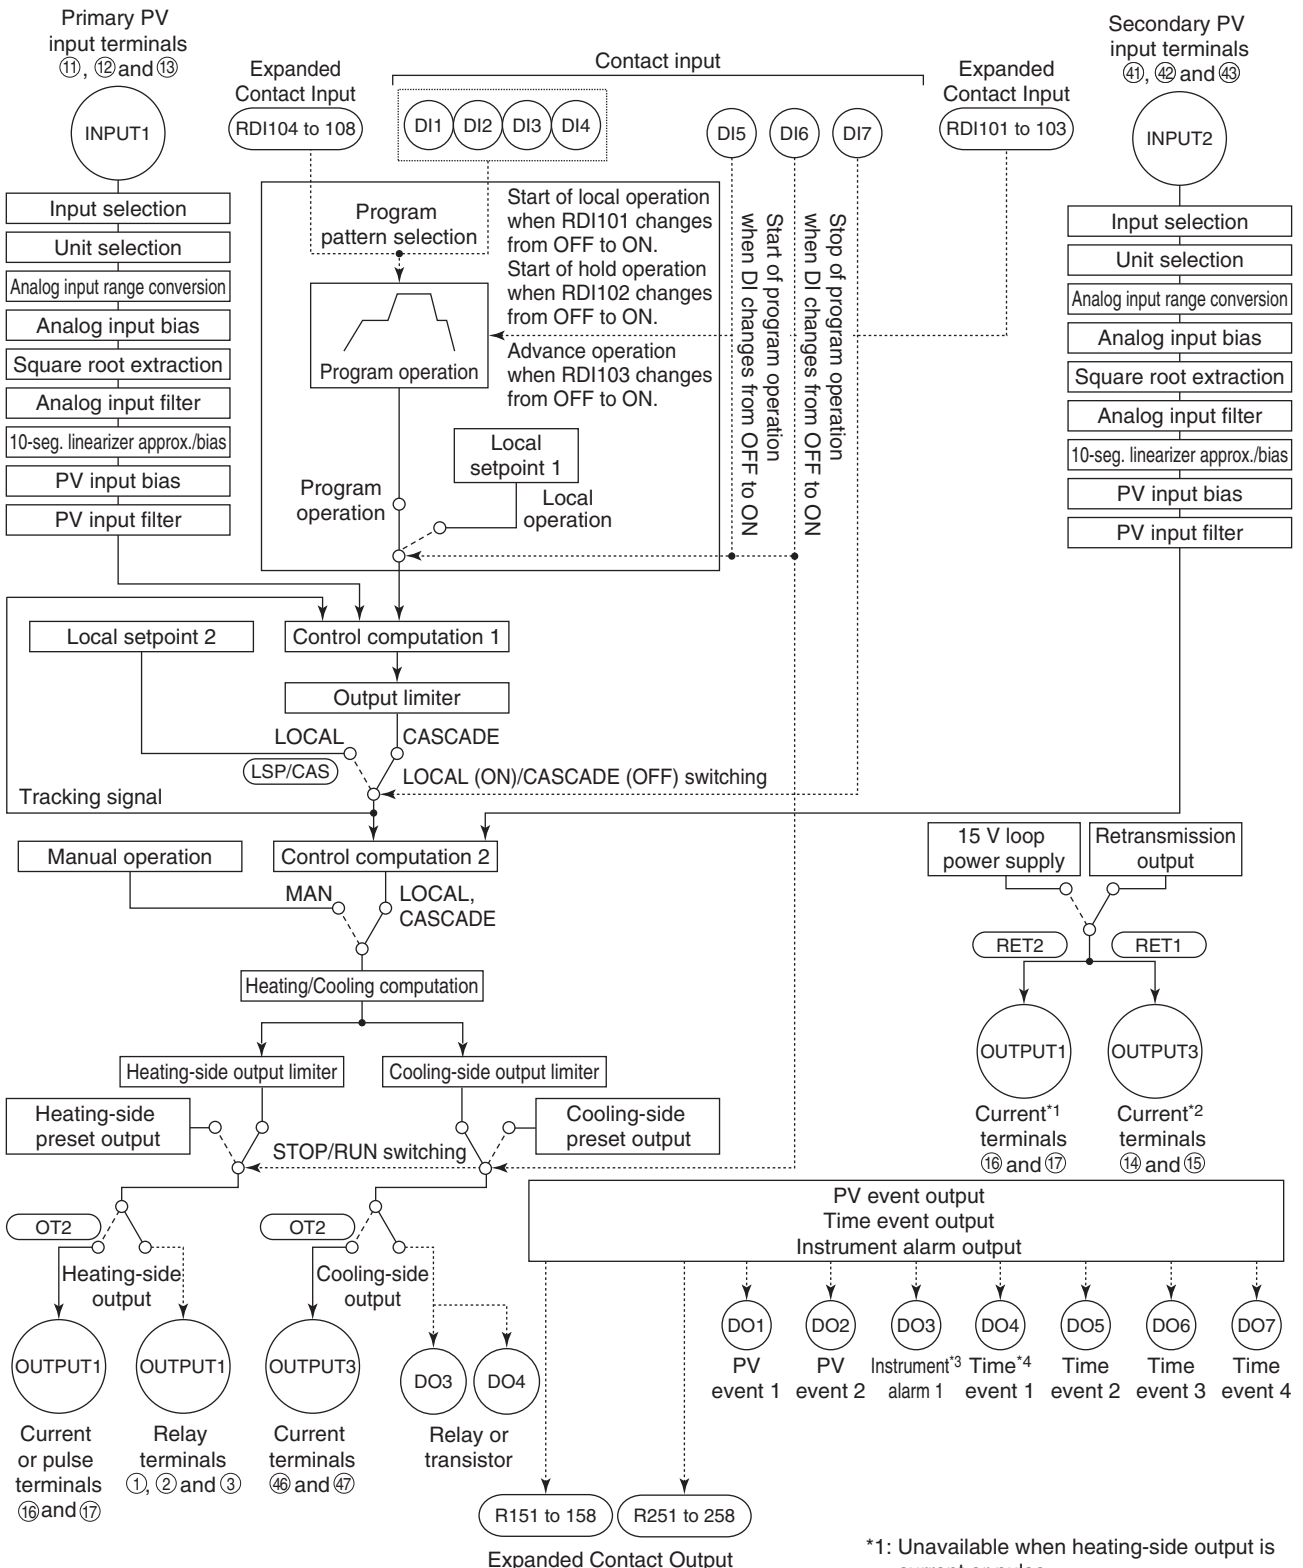 Primary PV
input terminals
⑪, ⑫ and ⑬
INPUT1
Input selection
Unit selection
Analog input range conversion
Analog input bias
Square root extraction
Analog input filter
10-seg. linearizer approx./bias
PV input bias
PV input filter
Expanded
Contact Input
RDI104 to 108
Contact input
DI1
DI2
DI3
DI4
DI5
DI6
DI7
Expanded
Contact Input
RDI101 to 103
Secondary PV
input terminals
㊶, ㊷ and ㊸
INPUT2
Input selection
Unit selection
Analog input range conversion
Analog input bias
Square root extraction
Analog input filter
10-seg. linearizer approx./bias
PV input bias
PV input filter
Program
pattern selection
Program operation
Start of local operation
when RDI101 changes
from OFF to ON.
Start of hold operation
when RDI102 changes
from OFF to ON.
Advance operation
when RDI103 changes
from OFF to ON.
Start of program operation
when DI changes from OFF to ON
Stop of program operation
when DI changes from OFF to ON
Local
setpoint 1
Program
operation
Local
operation
Local setpoint 2
Control computation 1
Output limiter
LOCAL
CASCADE
LSP/CAS
LOCAL (ON)/CASCADE (OFF) switching
Tracking signal
Manual operation
Control computation 2
MAN
LOCAL,
CASCADE
Heating/Cooling computation
Heating-side output limiter
Cooling-side output limiter
Heating-side
preset output
Cooling-side
preset output
STOP/RUN switching
OT2
Heating-side
output
OT2
Cooling-side
output
OUTPUT1
Current
or pulse
terminals
⑯ and ⑰
OUTPUT1
Relay
terminals
①, ② and ③
OUTPUT3
Current
terminals
㊻ and ㊼
DO3
DO4
Relay or
transistor
15 V loop
power supply
Retransmission
output
RET2
RET1
OUTPUT1
Current*1
terminals
⑯ and ⑰
OUTPUT3
Current*2
terminals
⑭ and ⑮
PV event output
Time event output
Instrument alarm output
DO1
PV
event 1
DO2
PV
event 2
DO3
Instrument*3
alarm 1
DO4
Time*4
event 1
DO5
Time
event 2
DO6
Time
event 3
DO7
Time
event 4
R151 to 158
R251 to 258
Expanded Contact Output
*1: Unavailable when heating-side output is